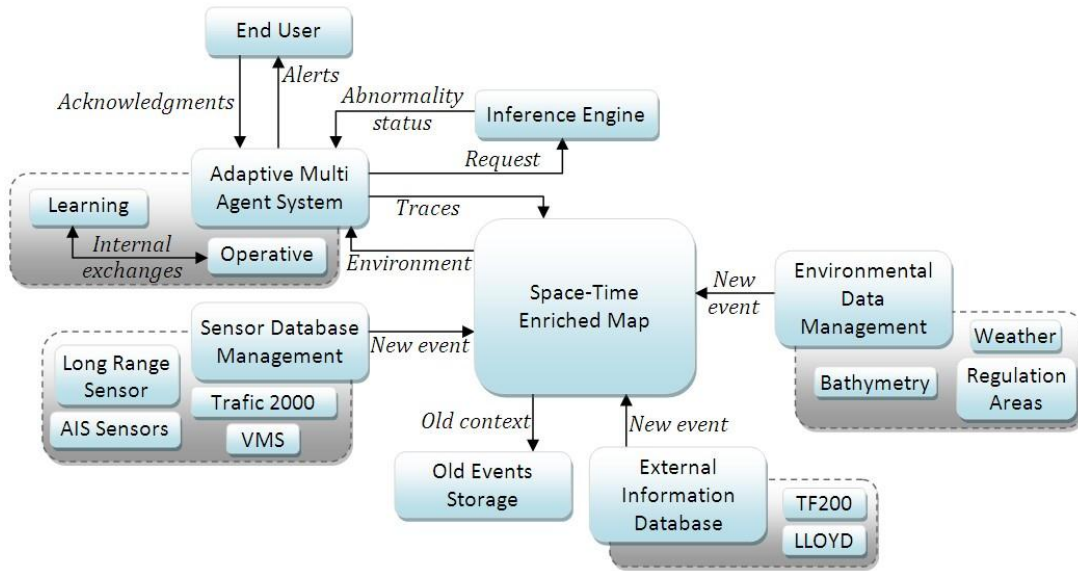 End User
Alerts
Acknowledgments
Abnormality
status
Inference Engine
Request
Adaptive Multi
Agent System
Learning
Traces
Internal
exchanges
Operative
Environment
Space-Time
Enriched Map
New
event
Environmental
Data
Management
Weather
Bathymetry
Regulation
Areas
Sensor Database
Management
New event
Long Range
Sensor
Trafic 2000
AIS Sensors
VMS
Old context
New event
Old Events
Storage
External
Information
Database
TF200
LLOYD